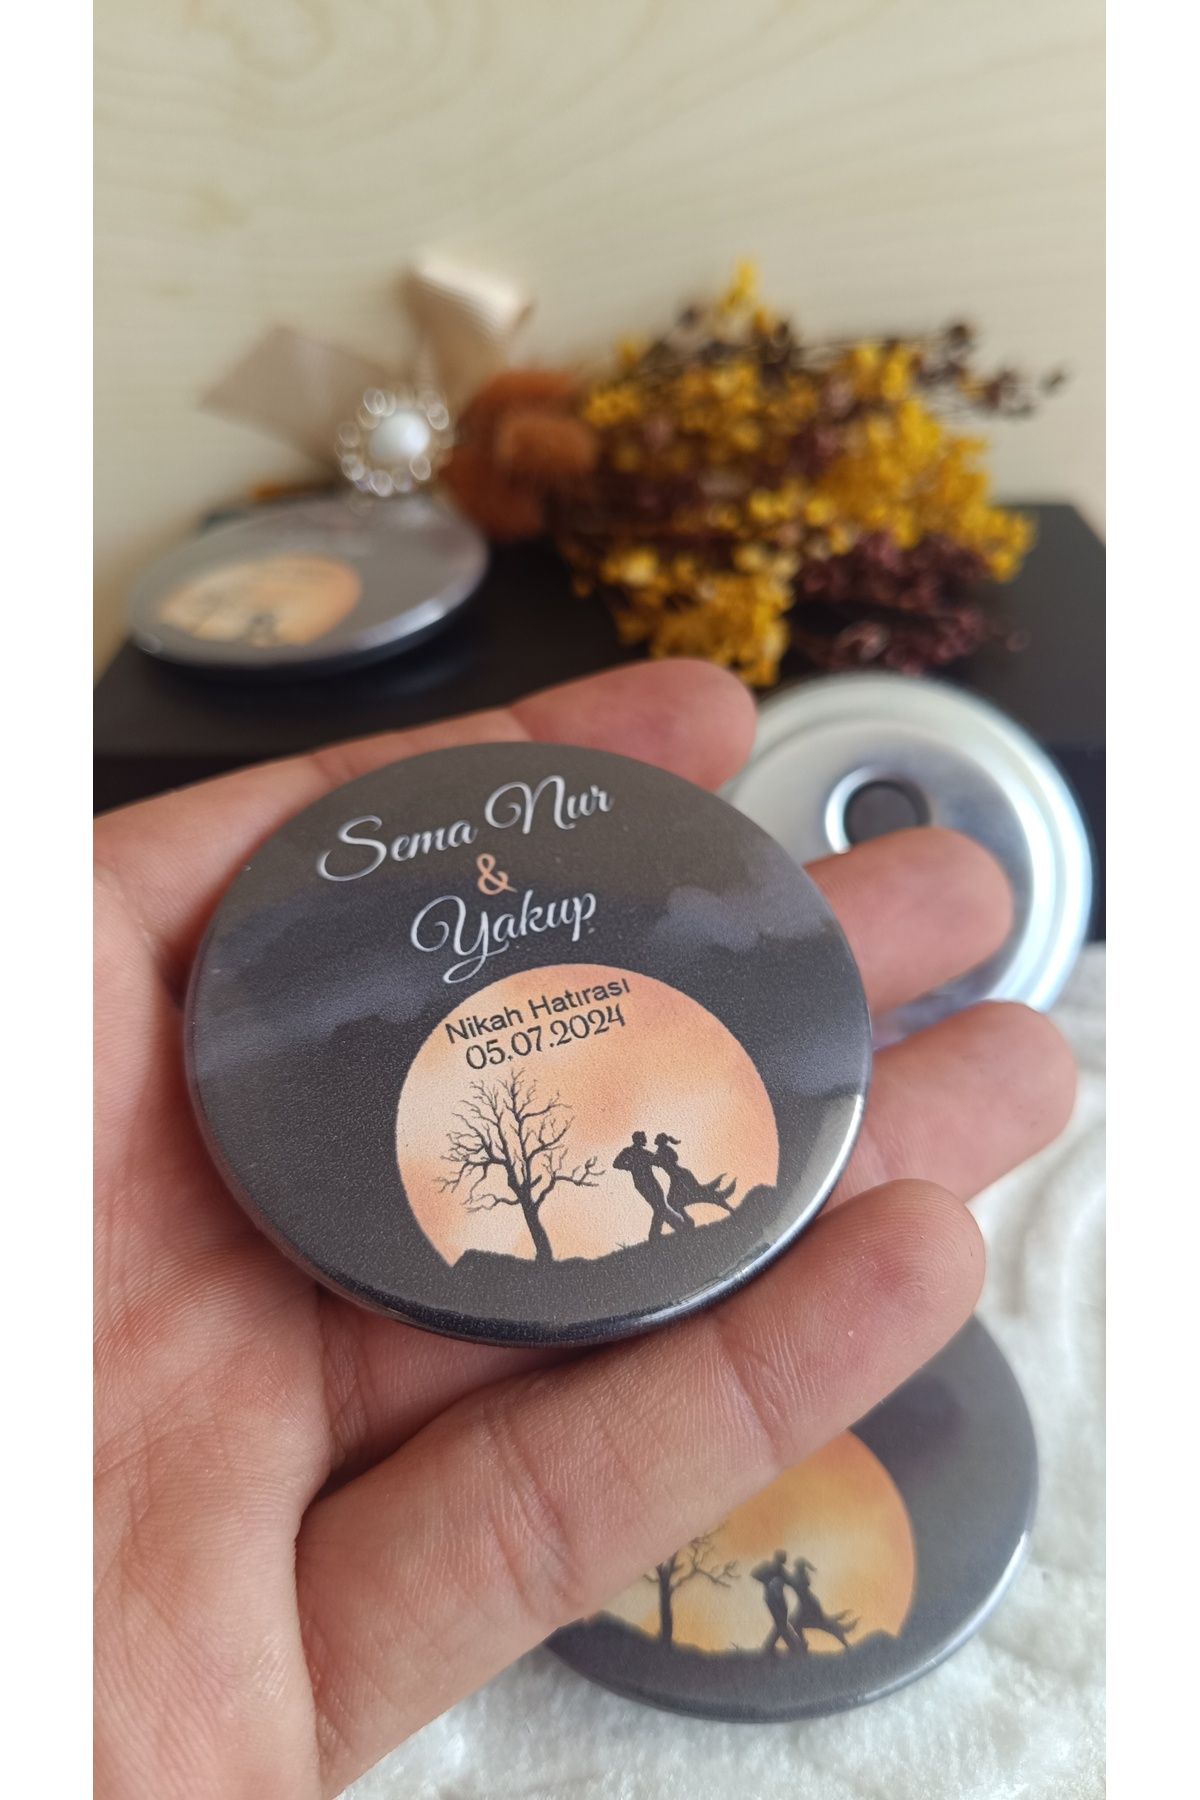 Sema Nur
&
Yakup
Nikah Hatırası
05.07.2024